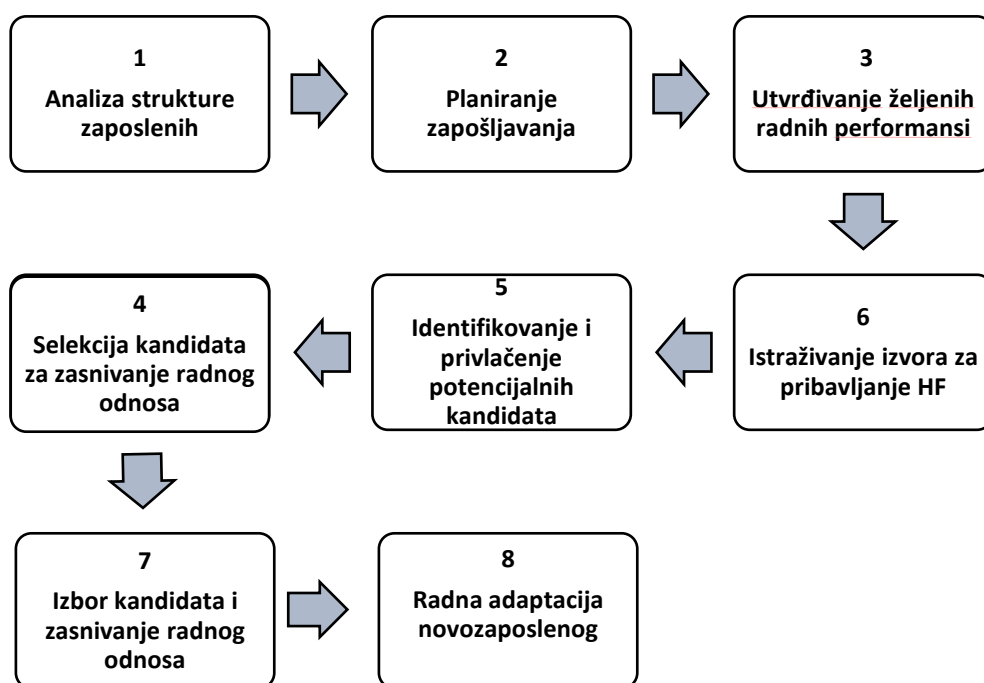 1
Analiza strukture
zaposlenih
2
Planiranje
zapošljavanja
3
Utvrđivanje željenih
radnih performansi
4
Selekcija kandidata
za zasnivanje radnog
odnosa
5
Identifikovanje i
privlačenje
potencijalnih
kandidata
6
Istraživanje izvora za
pribavljanje HF
7
Izbor kandidata i
zasnivanje radnog
odnosa
8
Radna adaptacija
novozaposlenog